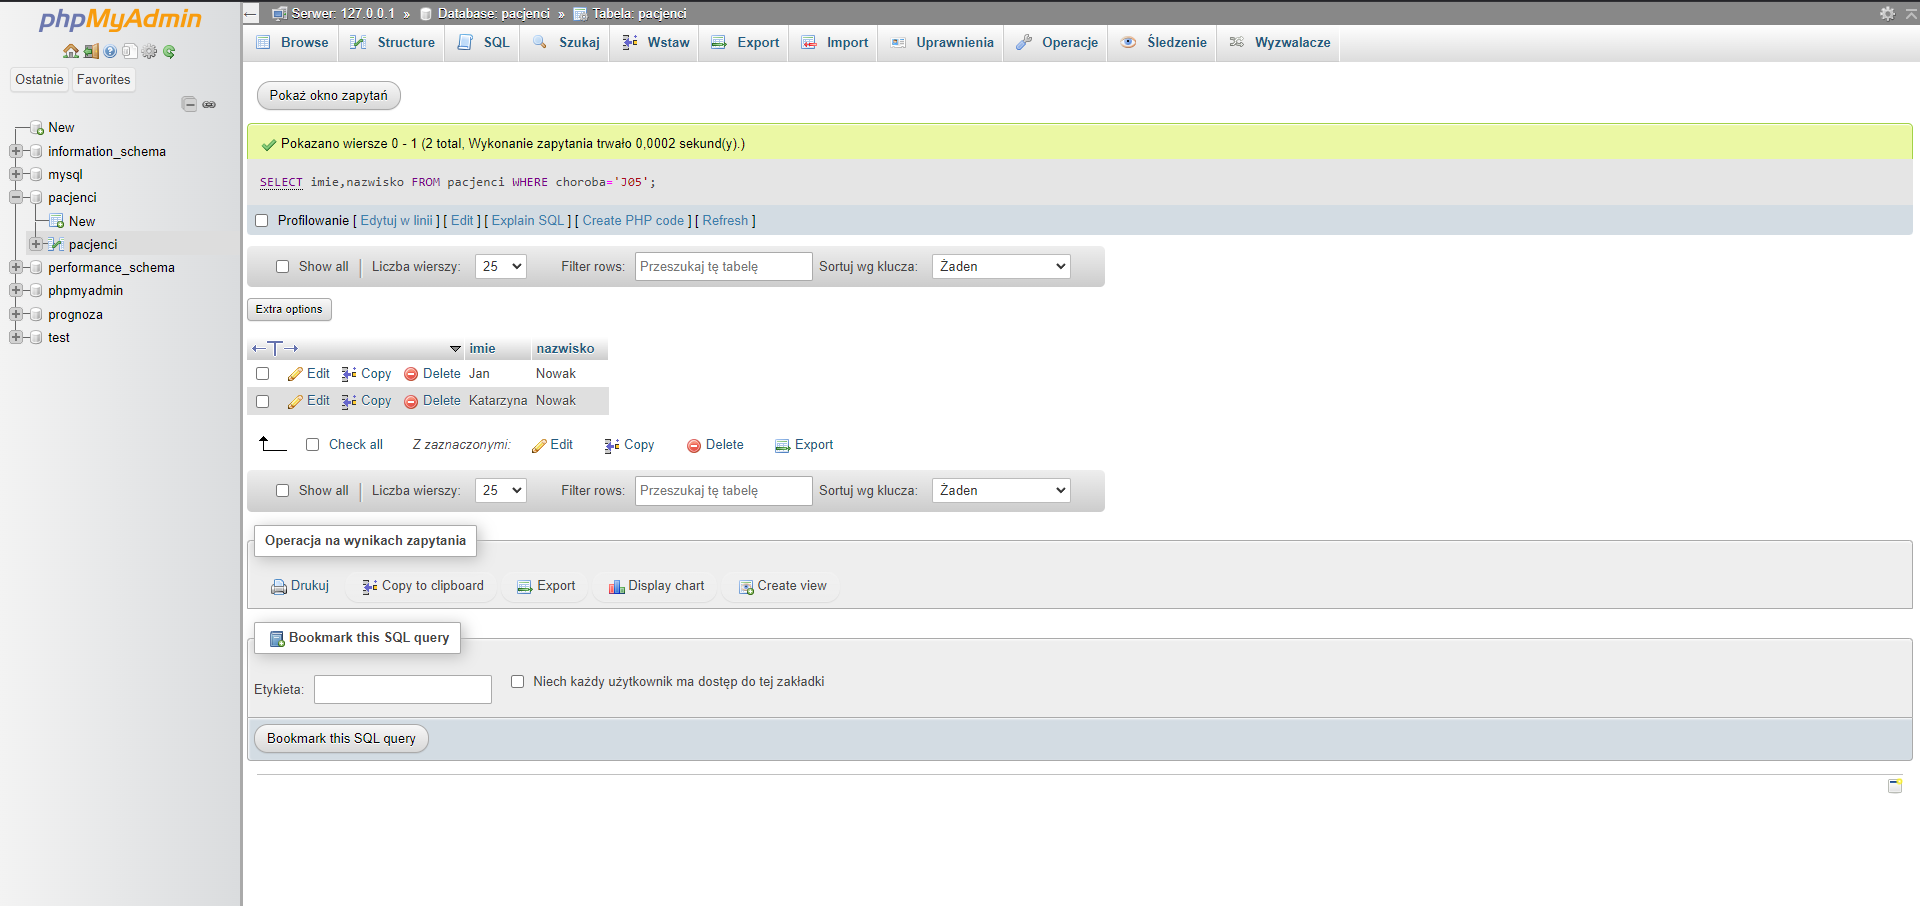 phpMyAdmin
Ostatnie Favorites
New
information_schema
mysql
pacjenci
New
pacjenci
performance_schema
phpmyadmin
prognoza
test
← Serwer: 127.0.0.1 » Database: pacjenci » Tabela: pacjenci
Browse Structure SQL Szukaj Wstaw Export Import Uprawnienia Operacje Śledzenie Wyzwalacze
Pokaż okno zapytań
Pokazano wiersze 0 - 1 (2 total, Wykonanie zapytania trwało 0,0002 sekund(y).)
SELECT imie,nazwisko FROM pacjenci WHERE choroba='J05';
Profilowanie [ Edytuj w linii ] [ Edit ] [ Explain SQL ] [ Create PHP code ] [ Refresh ]
Show all | Liczba wierszy: 25 Filter rows: Przeszukaj tę tabelę Sortuj wg klucza: Żaden
Extra options
←T→ imie nazwisko
Edit Copy Delete Jan Nowak
Edit Copy Delete Katarzyna Nowak
Check all Z zaznaczonymi: Edit Copy Delete Export
Show all | Liczba wierszy: 25 Filter rows: Przeszukaj tę tabelę Sortuj wg klucza: Żaden
Operacja na wynikach zapytania
Drukuj Copy to clipboard Export Display chart Create view
Bookmark this SQL query
Etykieta: Niech każdy użytkownik ma dostęp do tej zakładki
Bookmark this SQL query